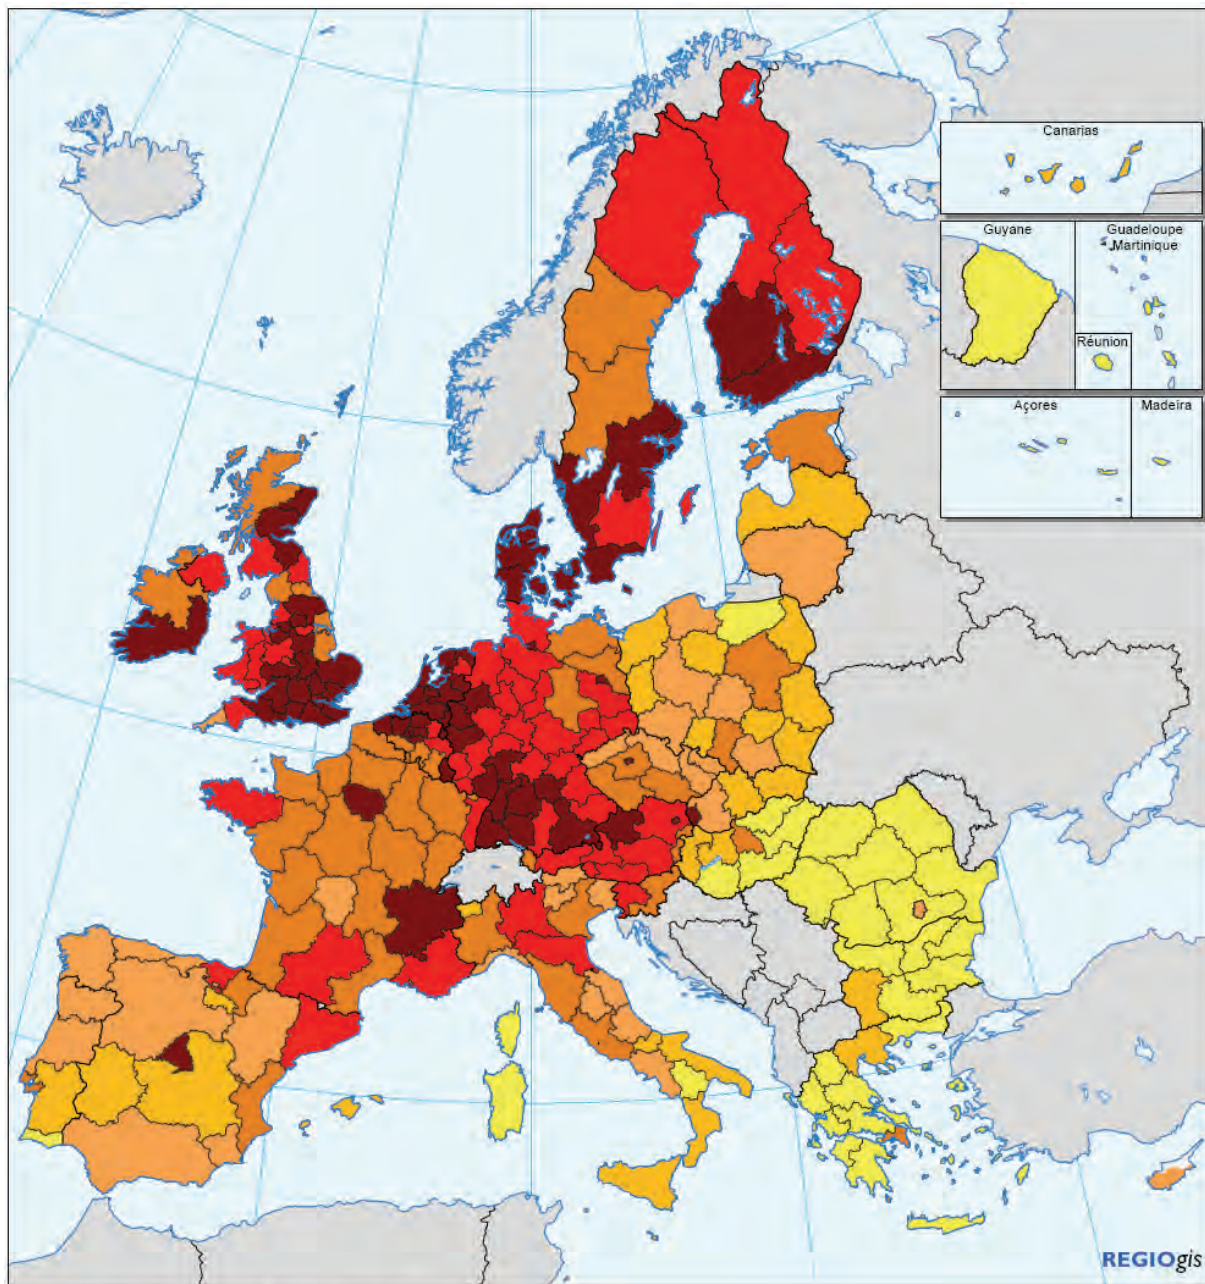 Canarias
Guyane
Guadeloupe
Martinique
Réunion
Açores
Madeira
REGIOgis